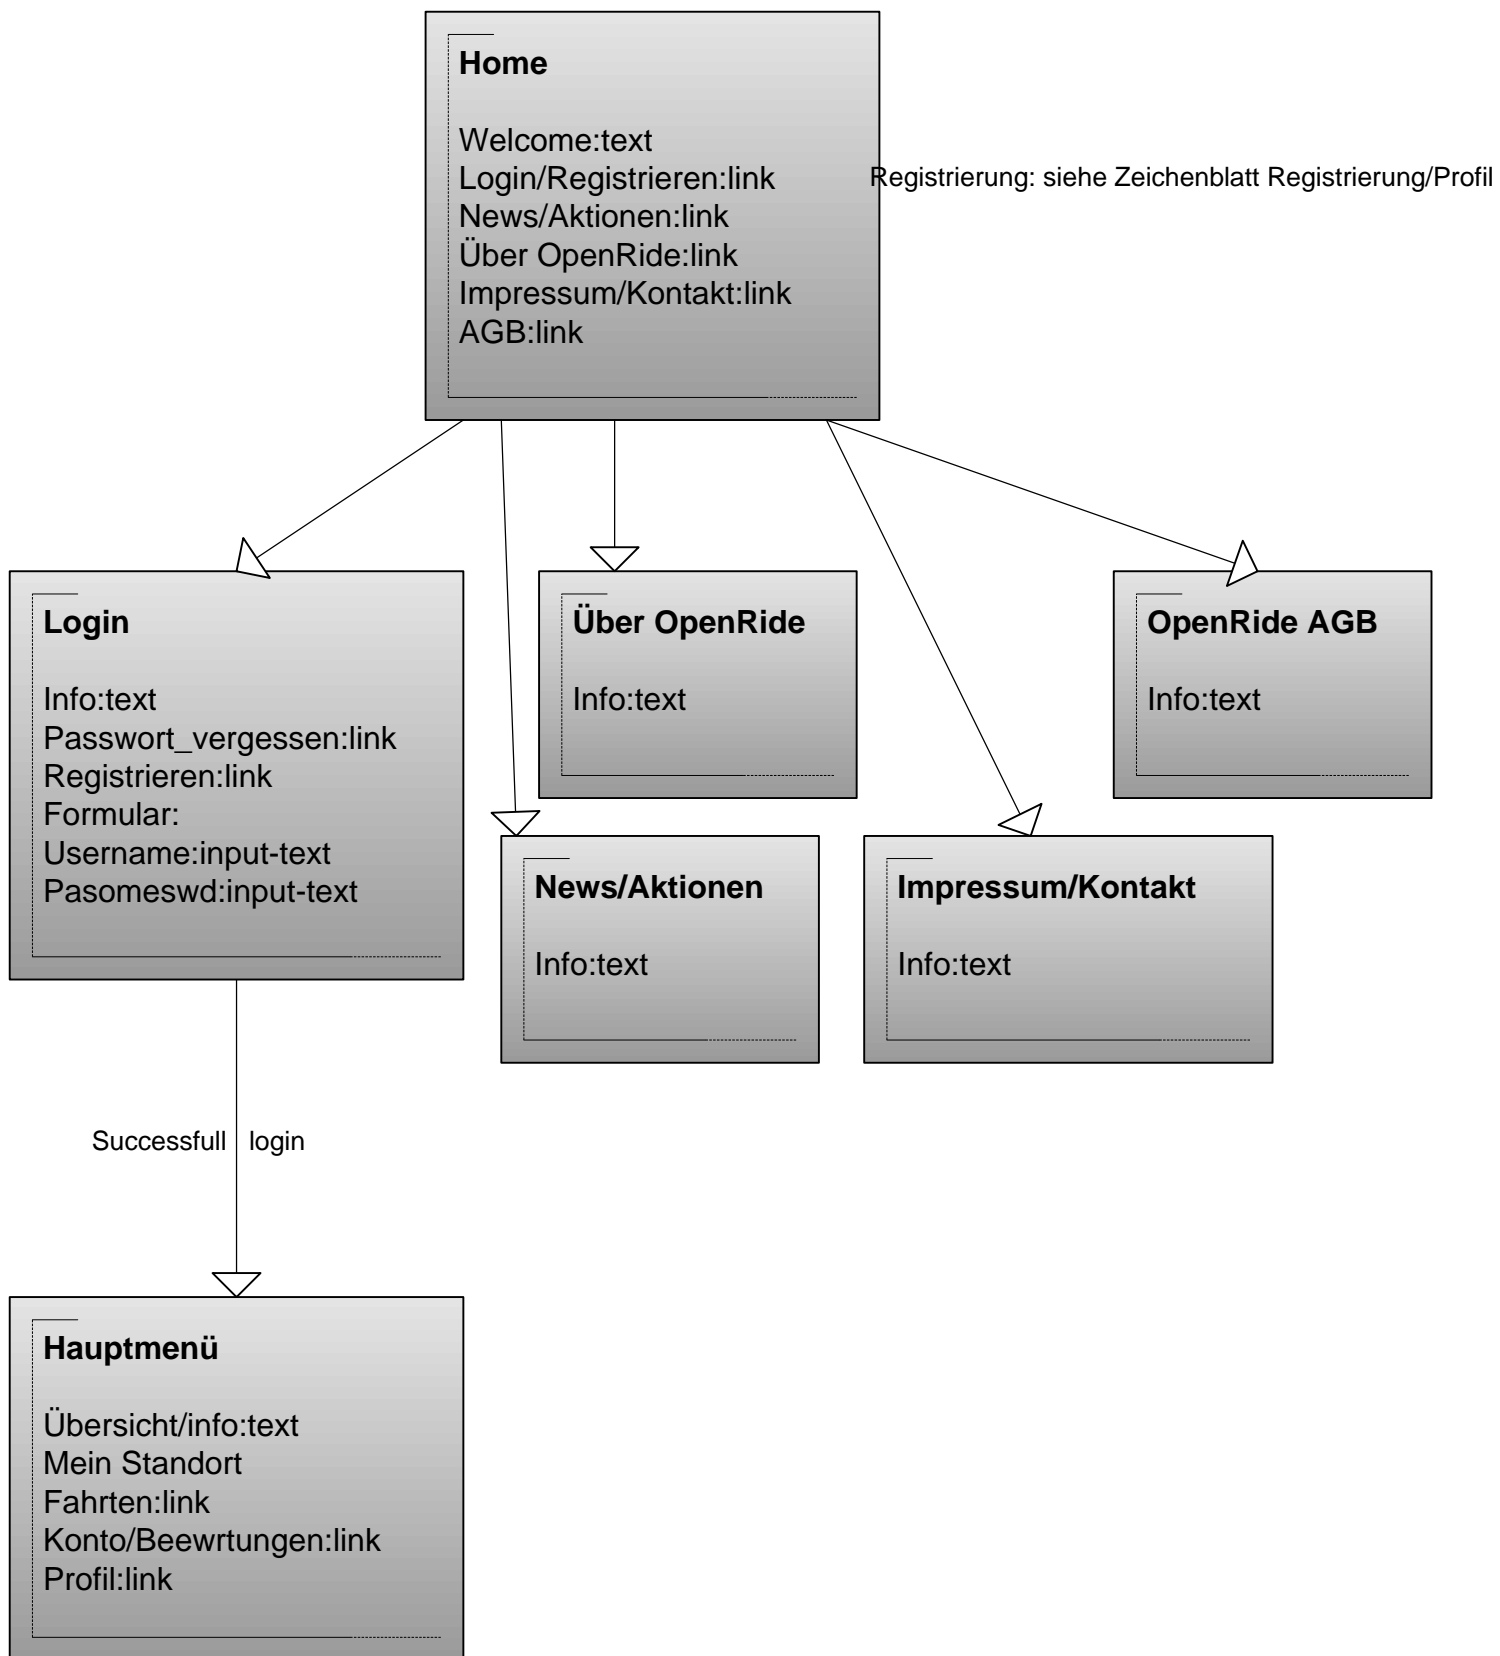 Home
Welcome:text
Login/Registrieren:link
News/Aktionen:link
Über OpenRide:link
Impressum/Kontakt:link
AGB:link
Registrierung: siehe Zeichenblatt Registrierung/Profil
Login
Info:text
Passwort_vergessen:link
Registrieren:link
Formular:
Username:input-text
Pasomeswd:input-text
Über OpenRide
Info:text
OpenRide AGB
Info:text
News/Aktionen
Info:text
Impressum/Kontakt
Info:text
Successfull login
Hauptmenü
Übersicht/info:text
Mein Standort
Fahrten:link
Konto/Beewrtungen:link
Profil:link